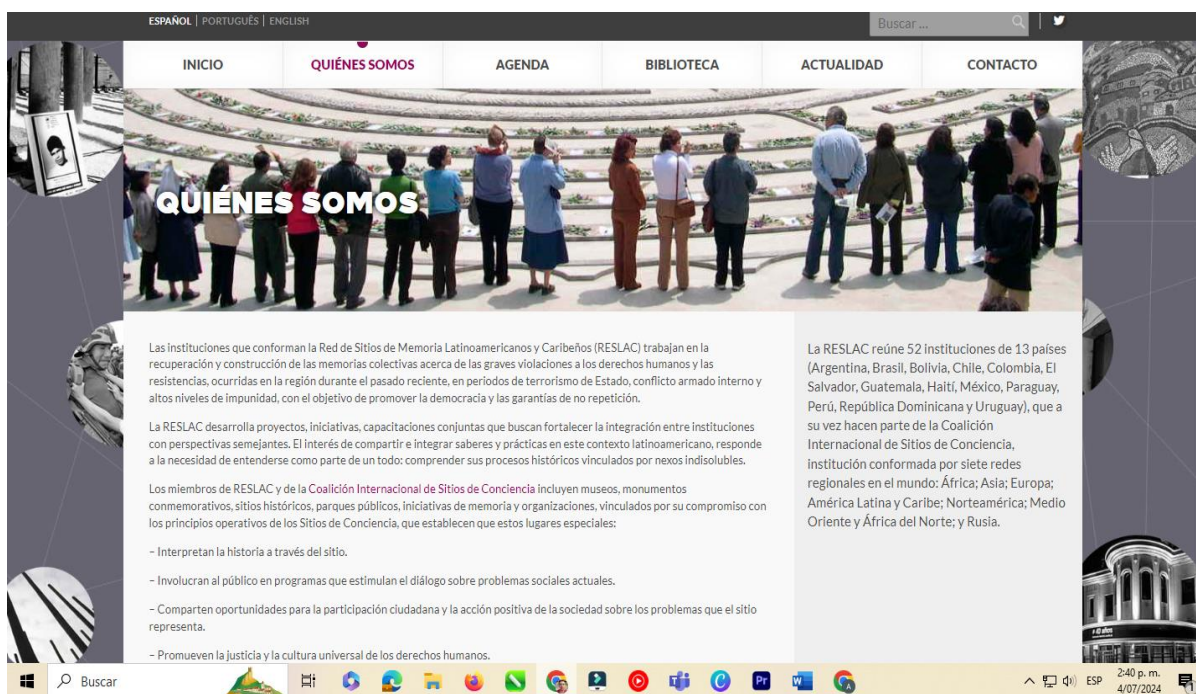 ESPAÑOL | PORTUGUÊS | ENGLISH
Buscar ...
INICIO
QUIÉNES SOMOS
AGENDA
BIBLIOTECA
ACTUALIDAD
CONTACTO
QUIÉNES SOMOS
Las instituciones que conforman la Red de Sitios de Memoria Latinoamericanos y Caribeños (RESLAC) trabajan en la
recuperación y construcción de las memorias colectivas acerca de las graves violaciones a los derechos humanos y las
resistencias, ocurridas en la región durante el pasado reciente, en periodos de terrorismo de Estado, conflicto armado interno y
altos niveles de impunidad, con el objetivo de promover la democracia y las garantías de no repetición.
La RESLAC desarrolla proyectos, iniciativas, capacitaciones conjuntas que buscan fortalecer la integración entre instituciones
con perspectivas semejantes. El interés de compartir e integrar saberes y prácticas en este contexto latinoamericano, responde
a la necesidad de entenderse como parte de un todo: comprender sus procesos históricos vinculados por nexos indisolubles.
Los miembros de RESLAC y de la Coalición Internacional de Sitios de Conciencia incluyen museos, monumentos
conmemorativos, sitios históricos, parques públicos, iniciativas de memoria y organizaciones, vinculados por su compromiso con
los principios operativos de los Sitios de Conciencia, que establecen que estos lugares especiales:
– Interpretan la historia a través del sitio.
– Involucran al público en programas que estimulan el diálogo sobre problemas sociales actuales.
– Comparten oportunidades para la participación ciudadana y la acción positiva de la sociedad sobre los problemas que el sitio
representa.
– Promueven la justicia y la cultura universal de los derechos humanos.
La RESLAC reúne 52 instituciones de 13 países
(Argentina, Brasil, Bolivia, Chile, Colombia, El
Salvador, Guatemala, Haití, México, Paraguay,
Perú, República Dominicana y Uruguay), que a
su vez hacen parte de la Coalición
Internacional de Sitios de Conciencia,
institución conformada por siete redes
regionales en el mundo: África; Asia; Europa;
América Latina y Caribe; Norteamérica; Medio
Oriente y África del Norte; y Rusia.
Buscar
Pr
ESP
2:40 p. m.
4/07/2024